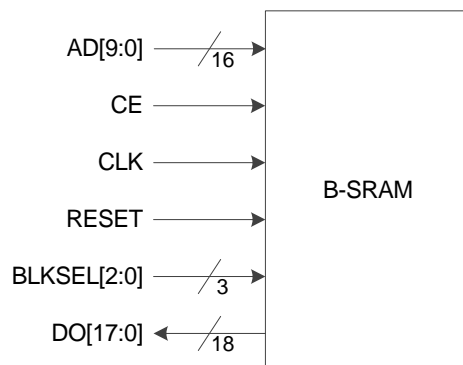 AD[9:0]
16
CE
CLK
B-SRAM
RESET
BLKSEL[2:0]
3
DO[17:0]
18